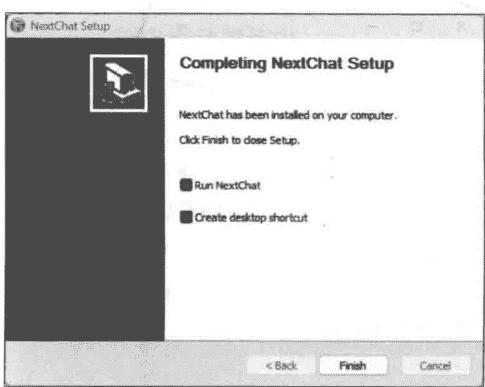 NextChat Setup
Completing NextChat Setup
NextChat has been installed on your computer.
Click Finish to close Setup.
Run NextChat
Create desktop shortcut
< Back
Finish
Cancel